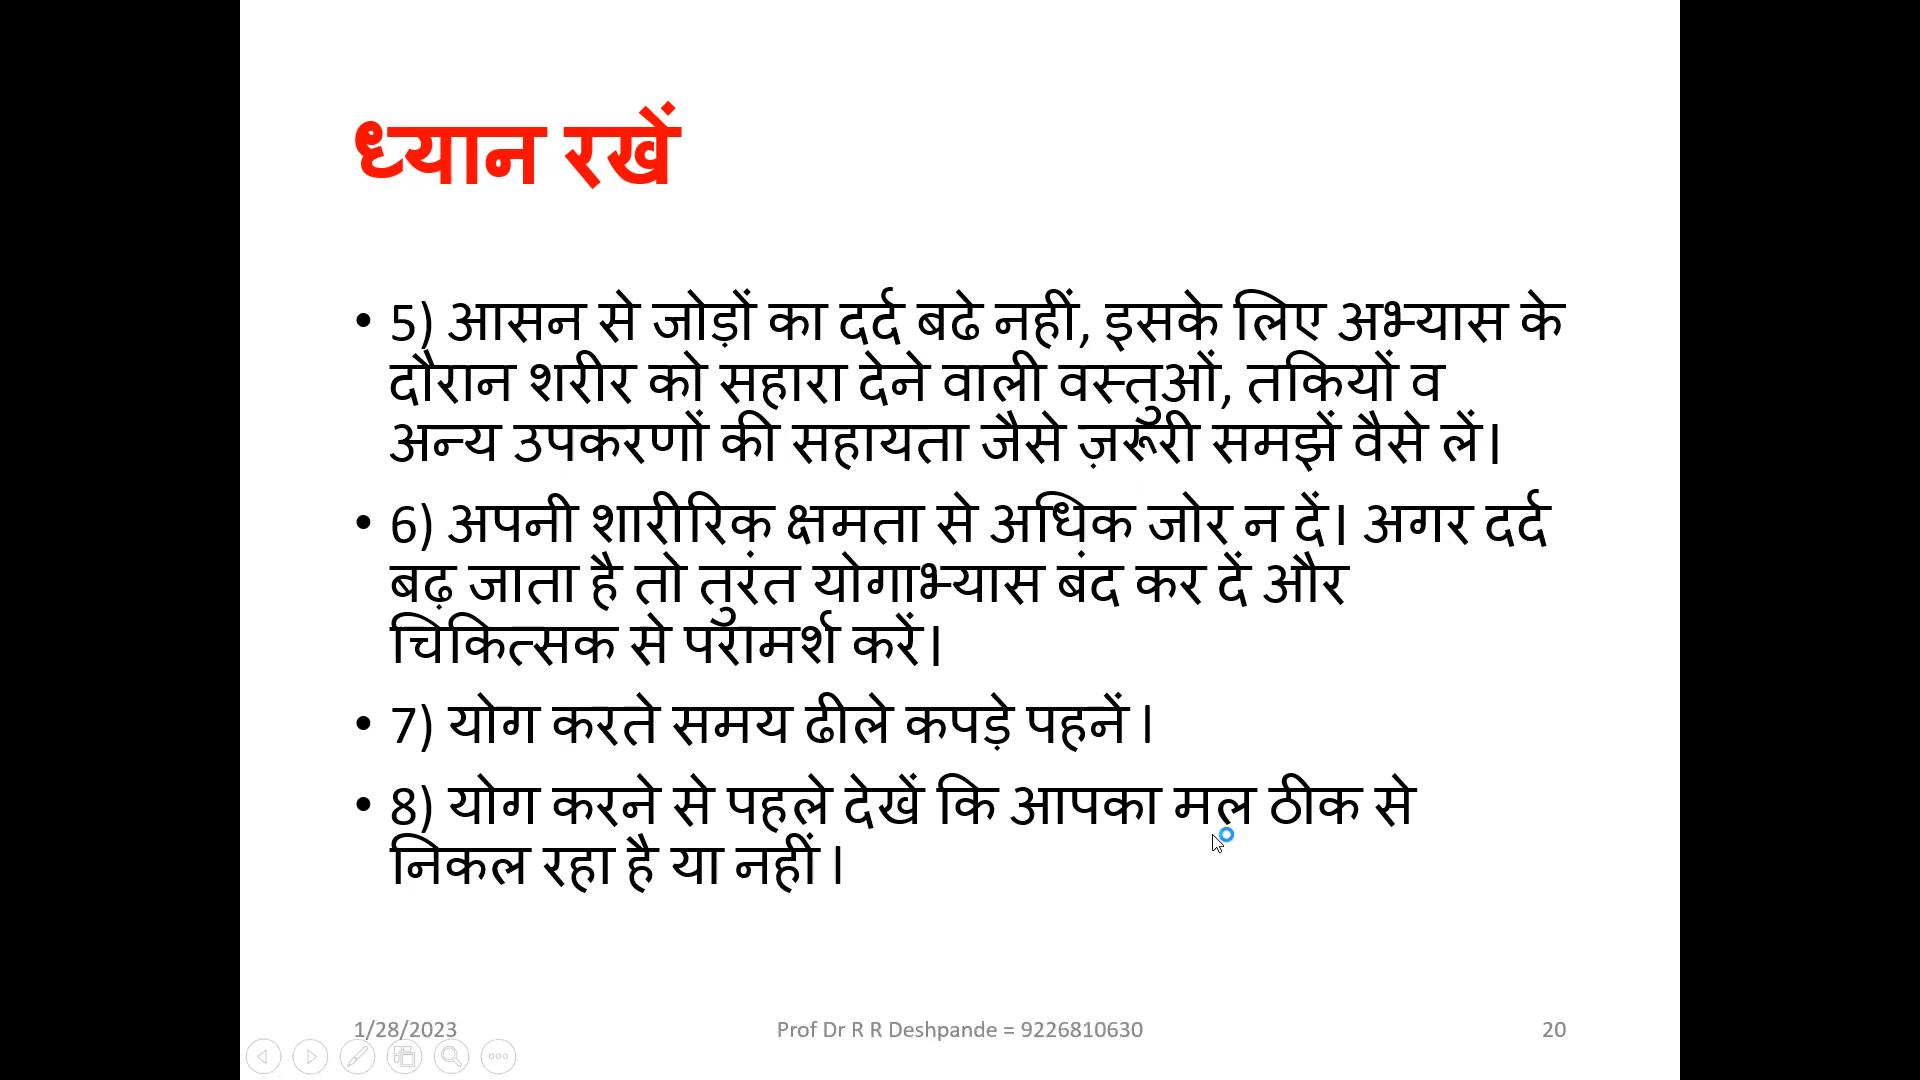 ध्यान रखें
• 5) आसन से जोड़ों का दर्द बढे नहीं, इसके लिए अभ्यास के
दौरान शरीर को सहारा देने वाली वस्तुओं, तकियों व
अन्य उपकरणों की सहायता जैसे ज़रूरी समझें वैसे लें।
• 6) अपनी शारीरिक क्षमता से अधिक जोर न दें। अगर दर्द
बढ़ जाता है तो तुरंत योगाभ्यास बंद कर दें और
चिकित्सक से परामर्श करें।
• 7) योग करते समय ढीले कपड़े पहनें।
• 8) योग करने से पहले देखें कि आपका मल ठीक से
निकल रहा है या नहीं।
1/28/2023 Prof Dr R R Deshpande = 9226810630 20